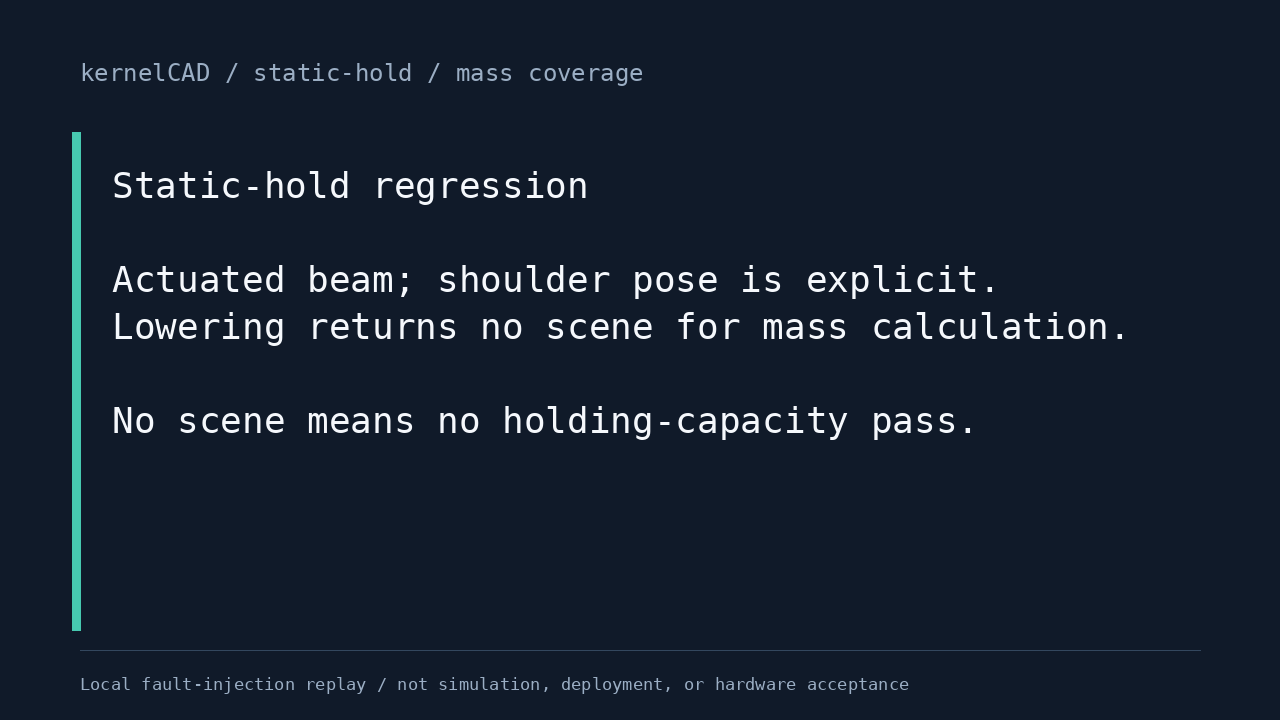 kernelCAD / static-hold / mass coverage
Static-hold regression
Actuated beam; shoulder pose is explicit.
Lowering returns no scene for mass calculation.
No scene means no holding-capacity pass.
Local fault-injection replay / not simulation, deployment, or hardware acceptance